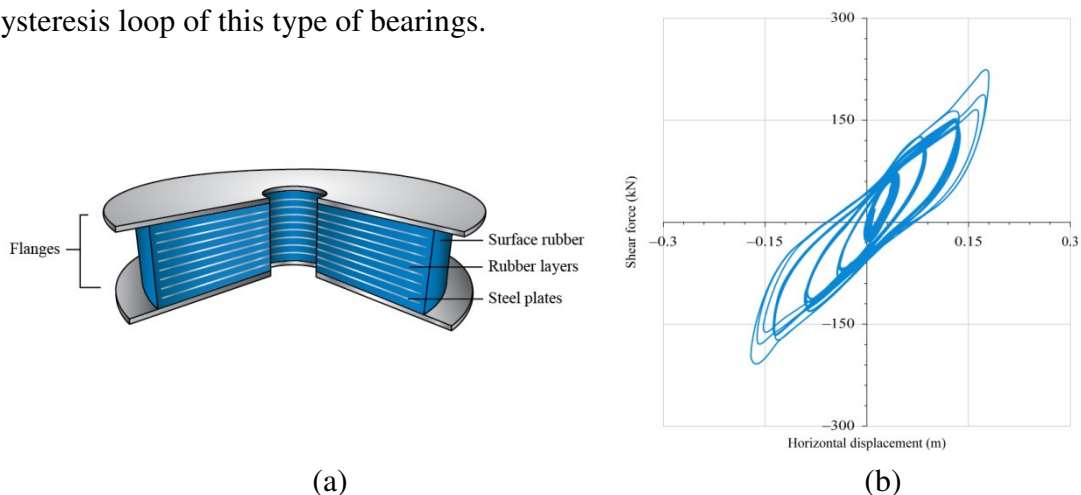 ysteresis loop of this type of bearings.
Flanges
Surface rubber
Rubber layers
Steel plates
(a)
300
150
−0.3
−0.15
0.15
0.3
−150
−300
Shear force (kN)
Horizontal displacement (m)
(b)